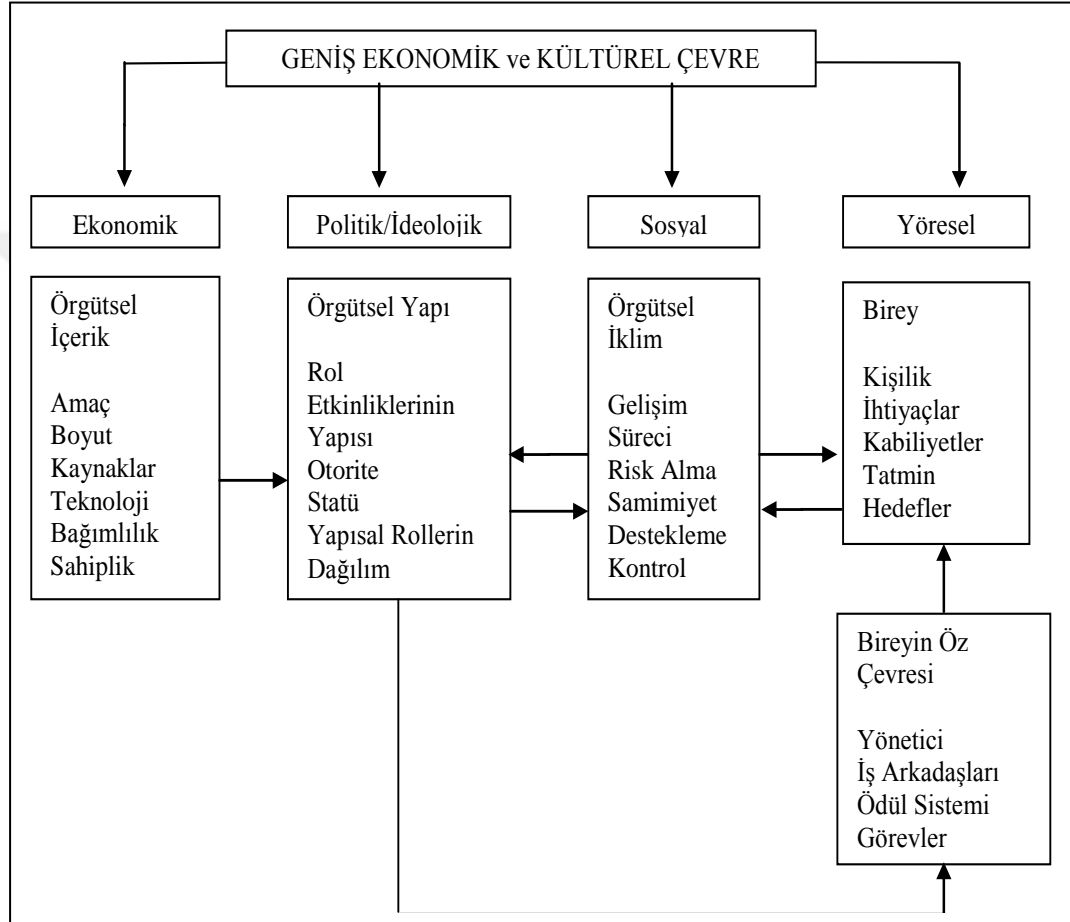 GENİŞ EKONOMİK ve KÜLTÜREL ÇEVRE
Ekonomik
Politik/İdeolojik
Sosyal
Yöresel
Örgütsel
İçerik
Amaç
Boyut
Kaynaklar
Teknoloji
Bağımlılık
Sahiplik
Örgütsel Yapı
Rol
Etkinliklerinin
Yapısı
Otorite
Statü
Yapısal Rollerin
Dağılım
Örgütsel
İklim
Gelişim
Süreci
Risk Alma
Samimiyet
Destekleme
Kontrol
Birey
Kişilik
İhtiyaçlar
Kabiliyetler
Tatmin
Hedefler
Bireyin Öz
Çevresi
Yönetici
İş Arkadaşları
Ödül Sistemi
Görevler